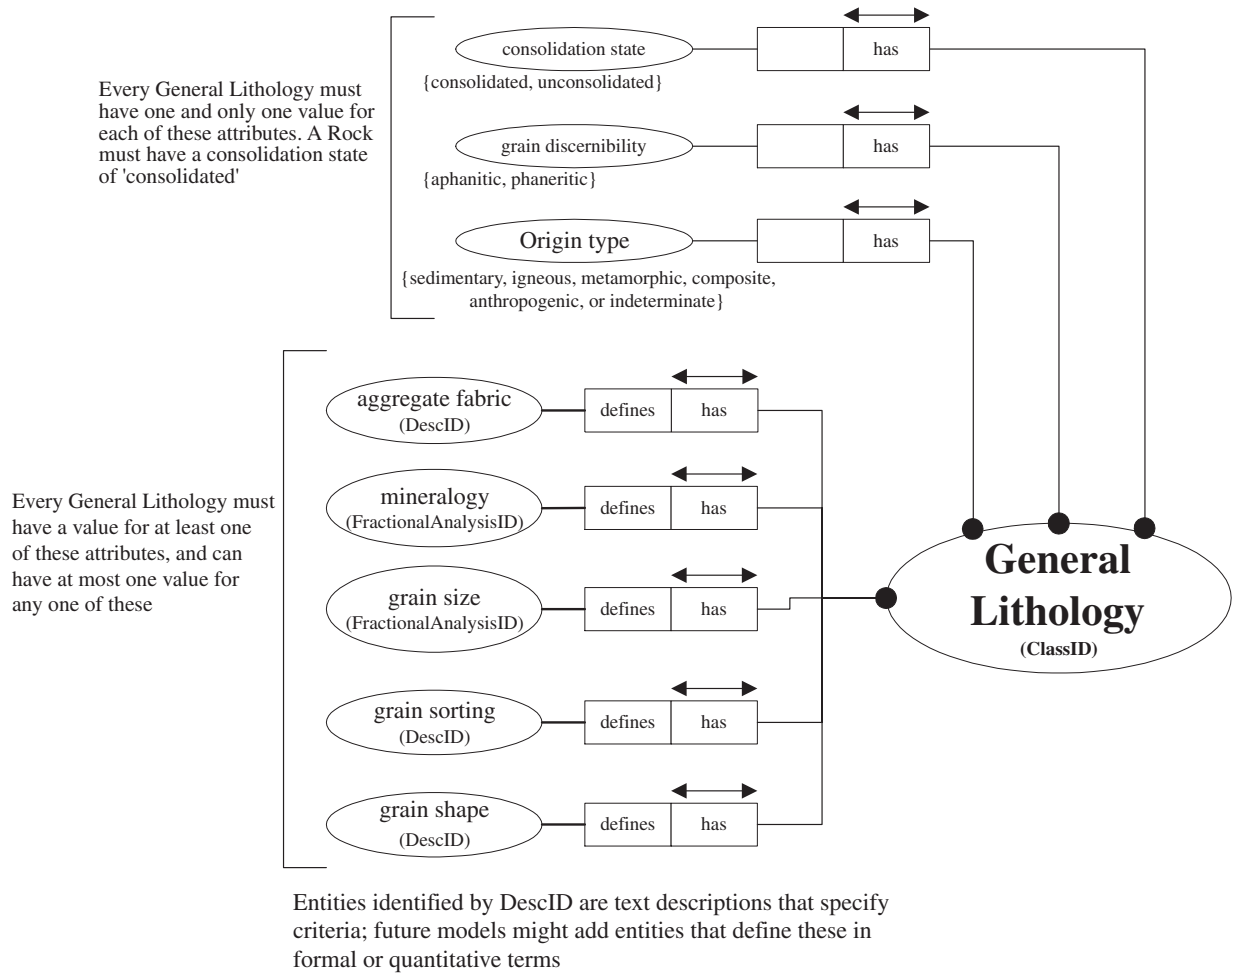 consolidation state
has
{consolidated, unconsolidated}
Every General Lithology must
have one and only one value for
each of these attributes. A Rock
must have a consolidation state
of 'consolidated'
grain discernibility
has
{aphanitic, phaneritic}
Origin type
has
{sedimentary, igneous, metamorphic, composite,
anthropogenic, or indeterminate}
aggregate fabric
(DescID)
defines
has
mineralogy
(FractionalAnalysisID)
defines
has
Every General Lithology must
have a value for at least one
of these attributes, and can
have at most one value for
any one of these
grain size
(FractionalAnalysisID)
defines
has
grain sorting
(DescID)
defines
has
grain shape
(DescID)
defines
has
General
Lithology
(ClassID)
Entities identified by DescID are text descriptions that specify
criteria; future models might add entities that define these in
formal or quantitative terms